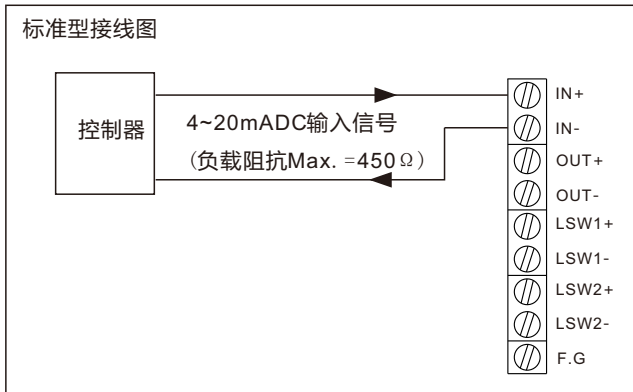 标准型接线图
控制器
4~20mADC输入信号
(负载阻抗Max. =450Ω)
IN+
IN-
OUT+
OUT-
LSW1+
LSW1-
LSW2+
LSW2-
F.G